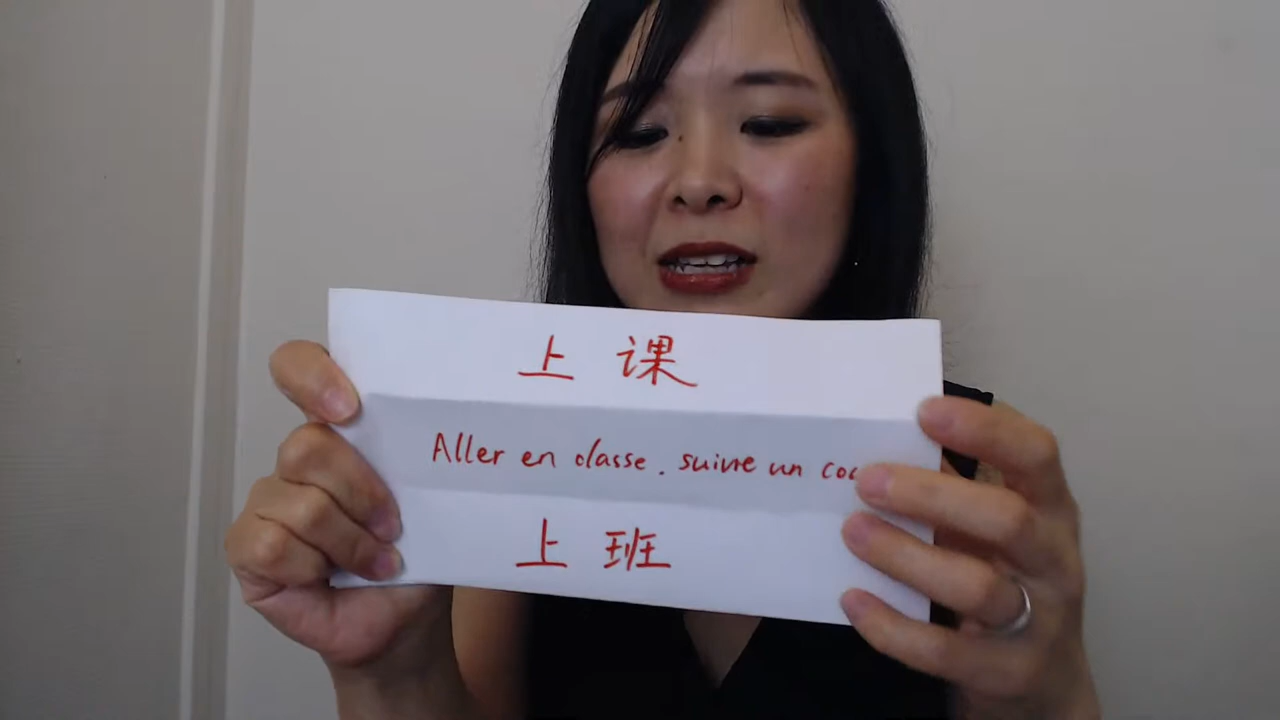 上课
Aller en classe. suivre un
上班